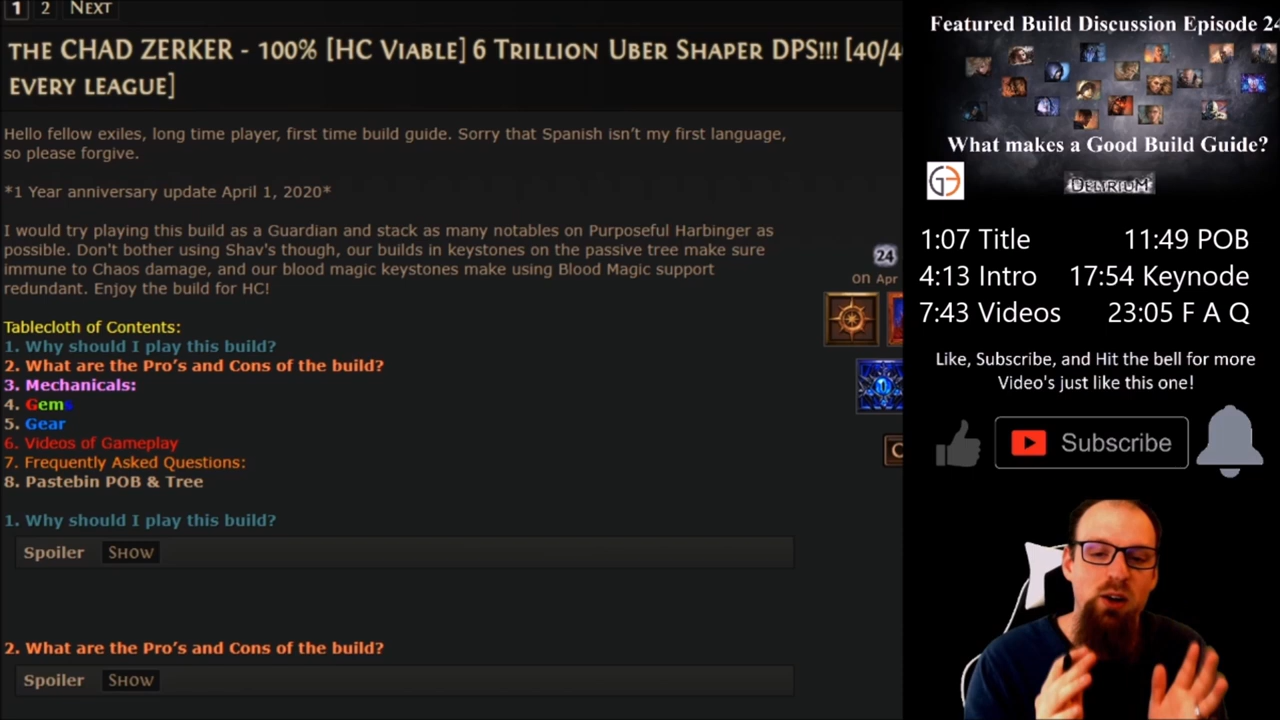 1 2 NEXT
THE CHAD ZERKER - 100% [HC VIABLE] 6 TRILLION UBER SHAPER DPS!!! [40/4
EVERY LEAGUE]
Hello fellow exiles, long time player, first time build guide. Sorry that Spanish isn't my first language,
so please forgive.
*1 Year anniversary update April 1, 2020*
I would try playing this build as a Guardian and stack as many notables on Purposeful Harbinger as
possible. Don't bother using Shav's though, our builds in keystones on the passive tree make sure
immune to Chaos damage, and our blood magic keystones make using Blood Magic support
redundant. Enjoy the build for HC!
24
on Apr
Tablecloth of Contents:
1. Why should I play this build?
2. What are the Pro's and Cons of the build?
3. Mechanicals:
4. Gems
5. Gear
6. Videos of Gameplay
7. Frequently Asked Questions:
8. Pastebin POB & Tree
1. Why should I play this build?
Spoiler SHOW
2. What are the Pro's and Cons of the build?
Spoiler SHOW
Featured Build Discussion Episode 24
What makes a Good Build Guide?
DELIRIUM
1:07 Title 11:49 POB
4:13 Intro 17:54 Keynode
7:43 Videos 23:05 F A Q
Like, Subscribe, and Hit the bell for more
Video's just like this one!
Subscribe